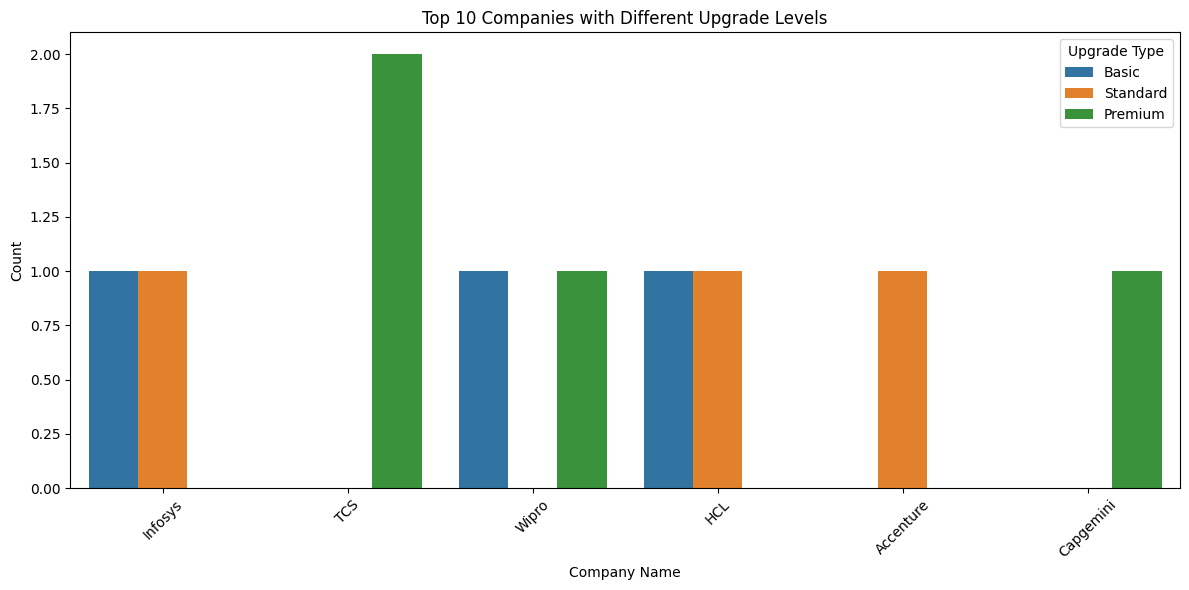 Top 10 Companies with Different Upgrade Levels
Upgrade Type
Basic
Standard
Premium
Count
2.00
1.75
1.50
1.25
1.00
0.75
0.50
0.25
0.00
Infosys
TCS
Wipro
HCL
Accenture
Capgemini
Company Name